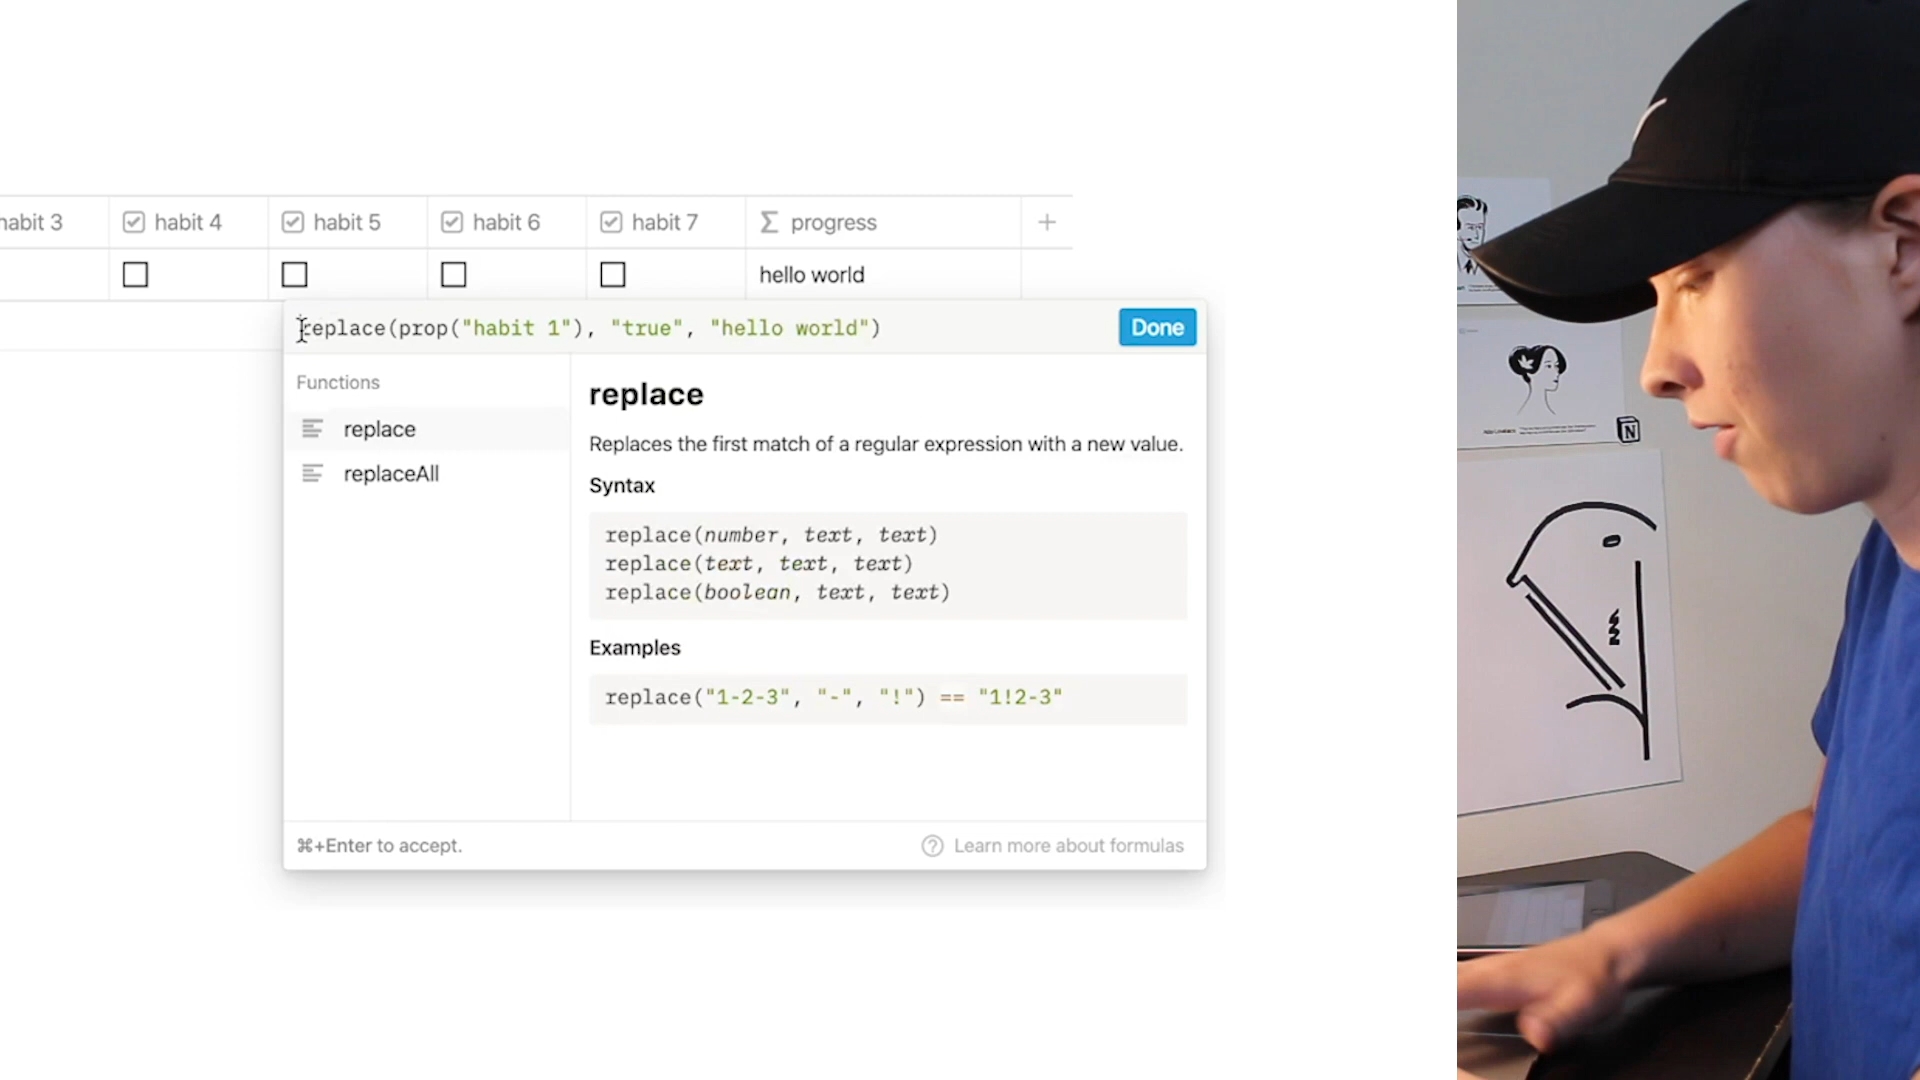 habit 3
habit 4
habit 5
habit 6
habit 7
progress
hello world
replace(prop("habit 1"), "true", "hello world")
Done
Functions
replace
replaceAll
replace
Replaces the first match of a regular expression with a new value.
Syntax
replace(number, text, text)
replace(text, text, text)
replace(boolean, text, text)
Examples
replace("1-2-3", "-", "!") == "1!2-3"
⌘+Enter to accept.
Learn more about formulas
N